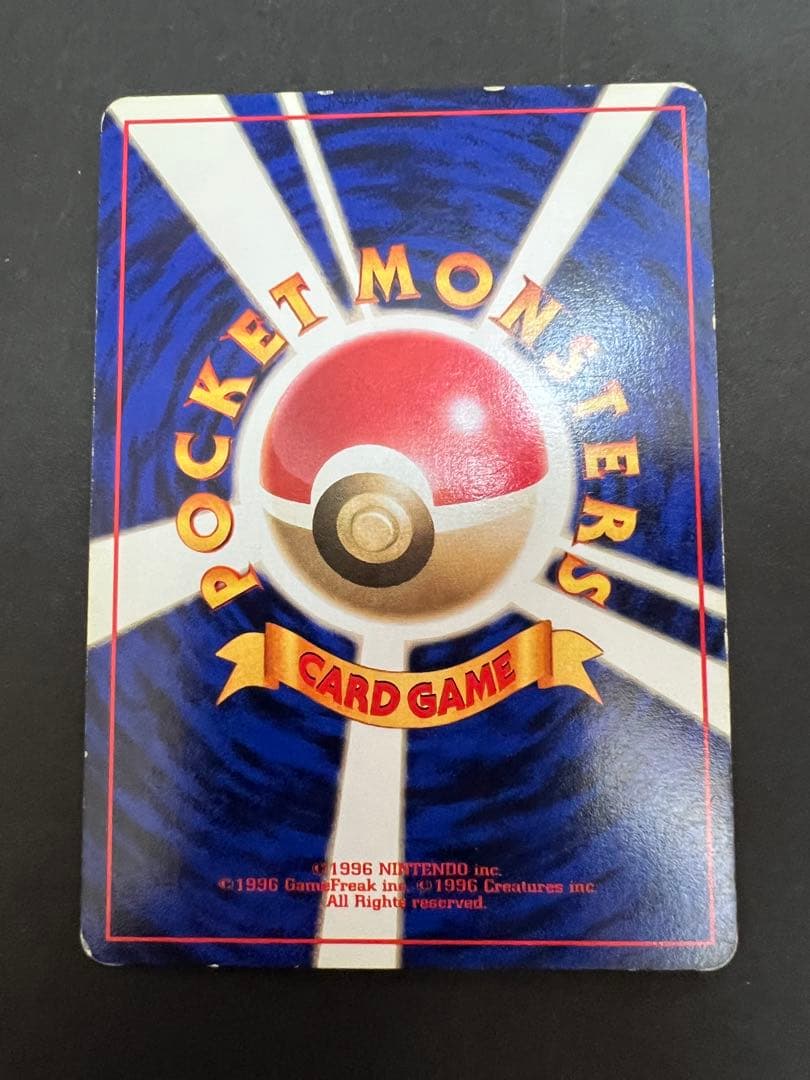 POCKET MONSTERS
CARD GAME
©1996 NINTENDO inc.
©1996 GameFreak inc. ©1996 Creatures inc.
All Rights reserved.